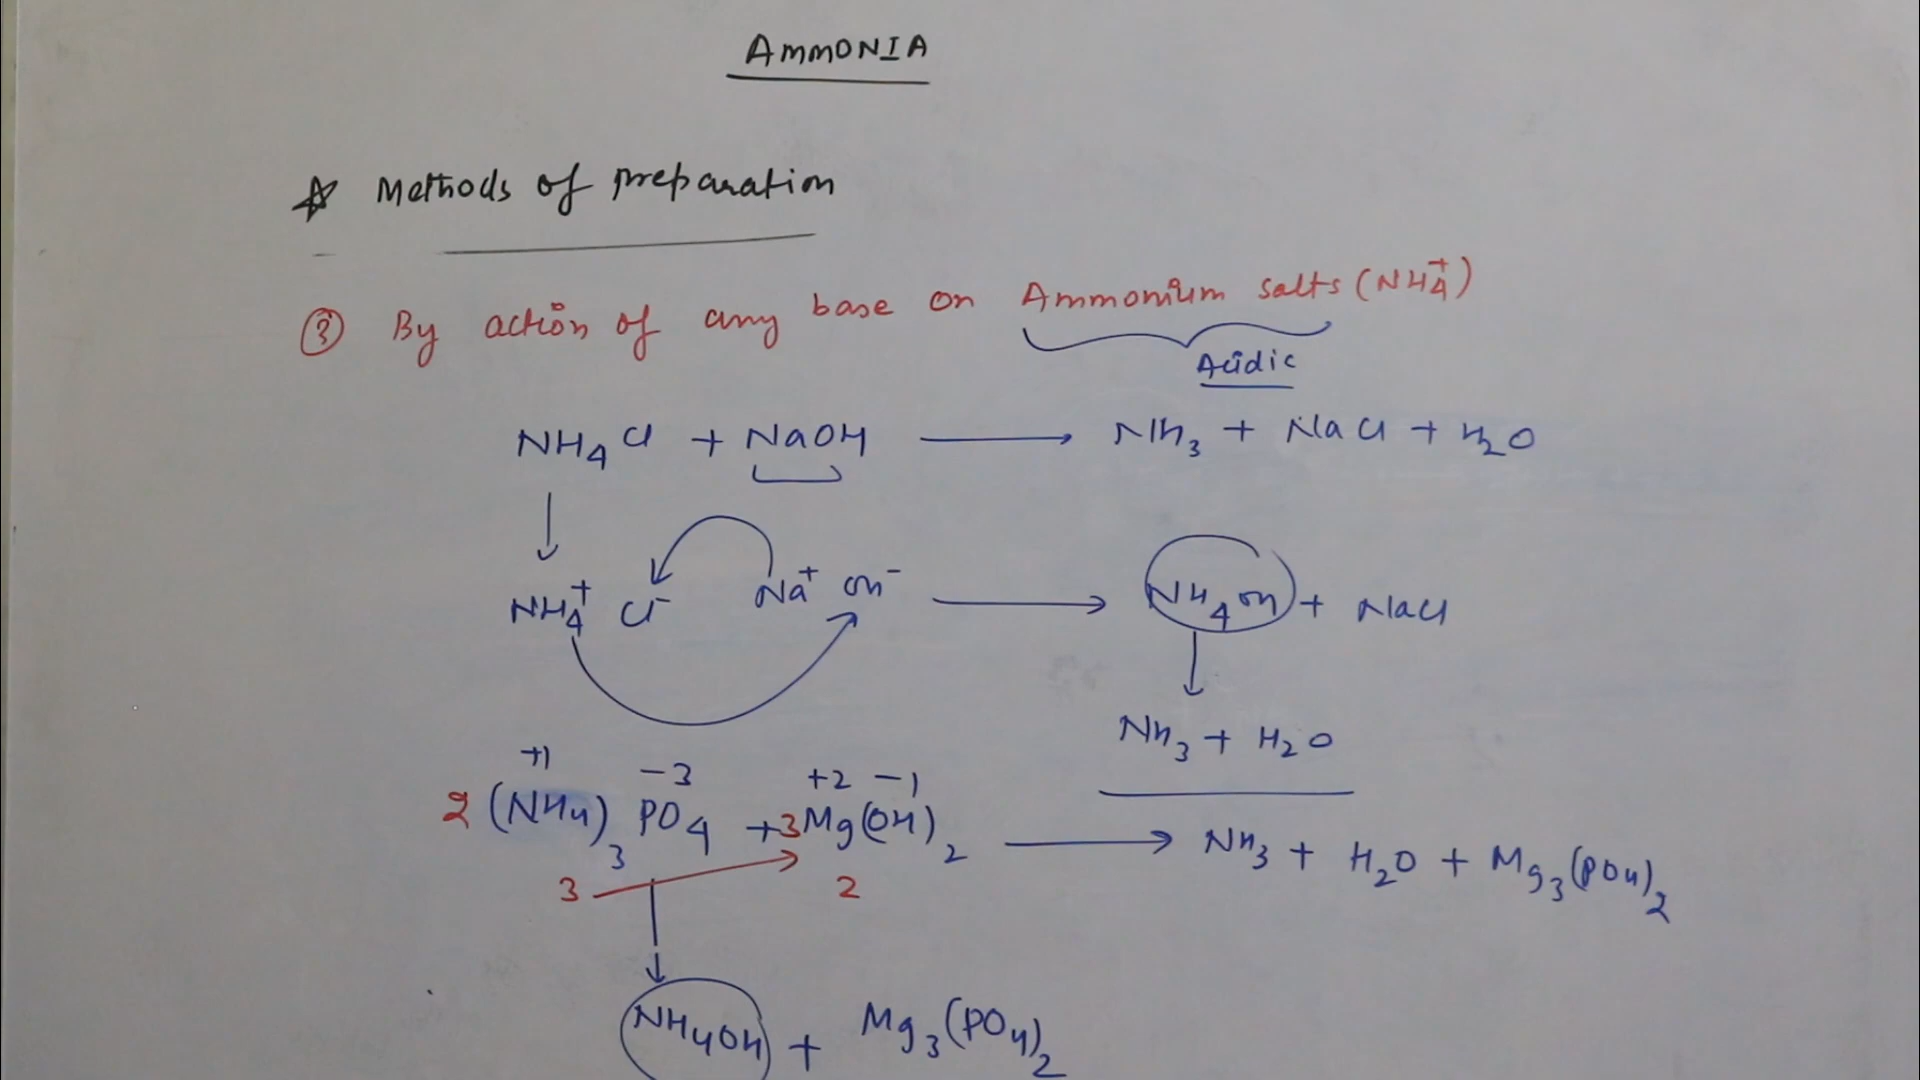 AMMONIA
Methods of preparation
③ By action of any base on Ammonium salts (NH4+)
Acidic
NH4Cl + NaOH → NH3 + NaCl + H2O
NH4+ Cl- Na+ OH- → NH4OH + NaCl
NH3 + H2O
+1 -3 +2 -1
2 (NH4)3 PO4 + 3Mg(OH)2 → NH3 + H2O + Mg3(PO4)2
3 2
NH4OH + Mg3(PO4)2